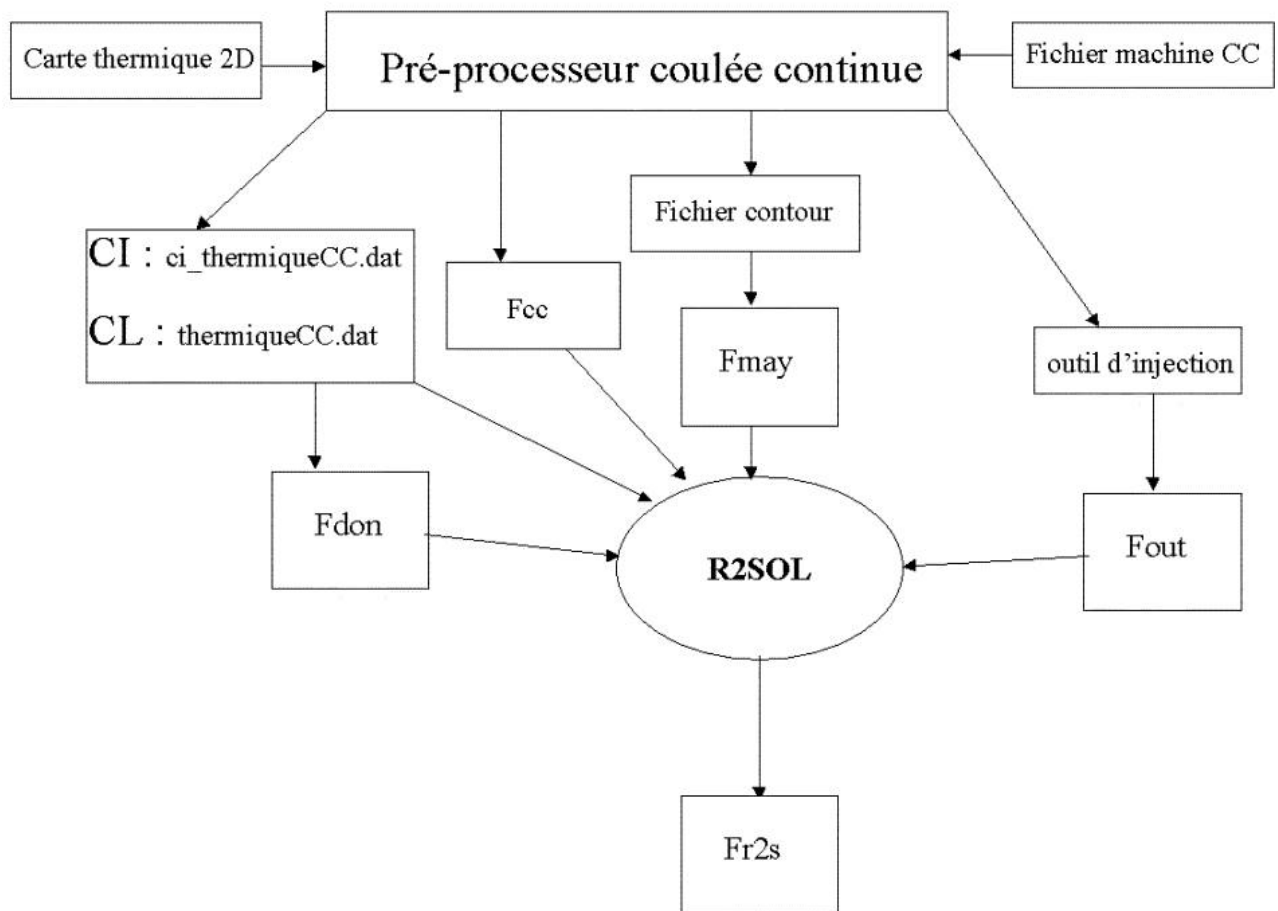 Carte thermique 2D
Pré-processeur coulée continue
Fichier machine CC
Fichier contour
CI : ci_thermiqueCC.dat
CL : thermiqueCC.dat
Fcc
Fmay
outil d'injection
Fdon
R2SOL
Fout
Fr2s